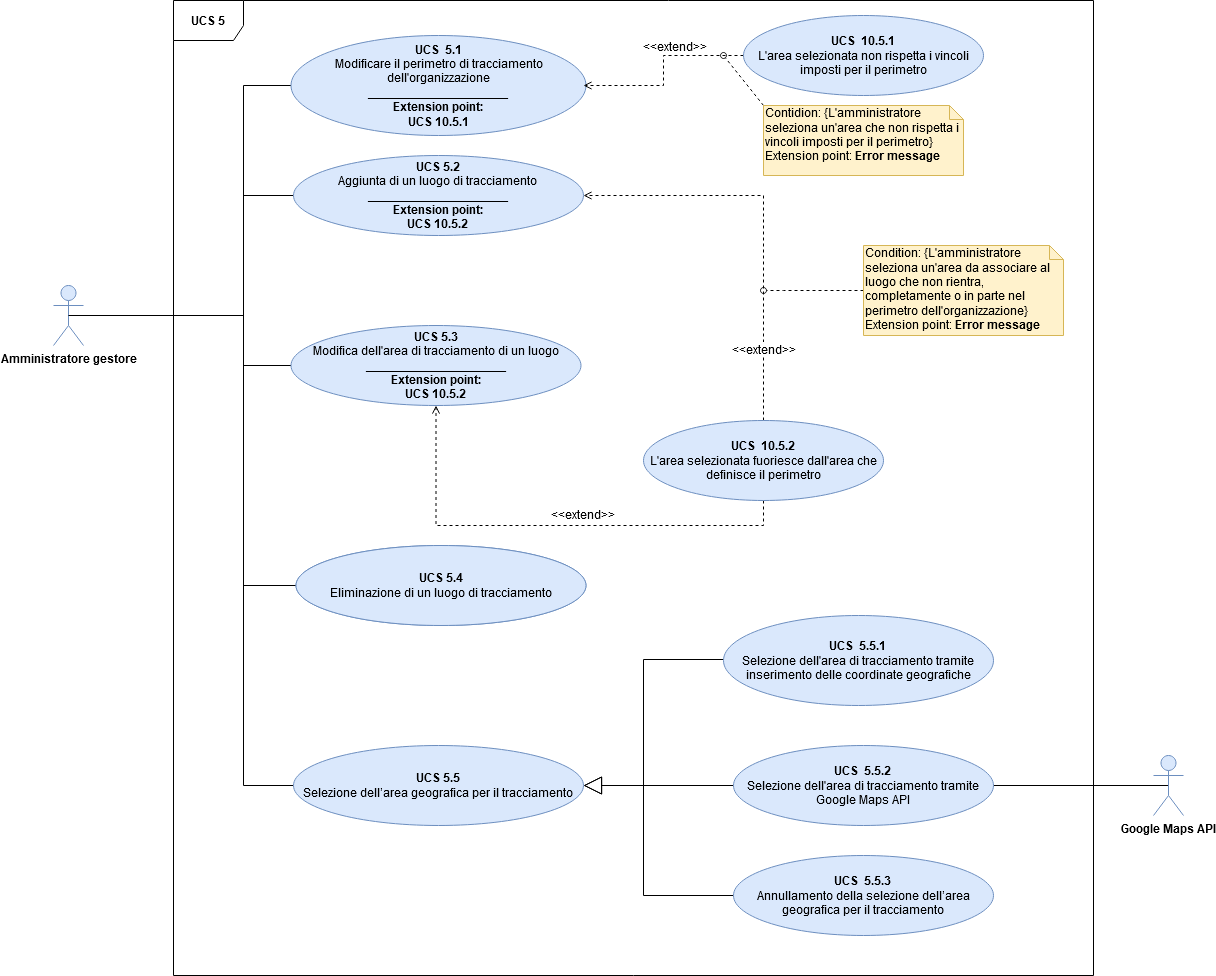 UCS 5
UCS 5.1
Modificare il perimetro di tracciamento
dell'organizzazione
Extension point:
UCS 10.5.1
<<extend>>
UCS 10.5.1
L'area selezionata non rispetta i vincoli
imposti per il perimetro
Contidion: {L'amministratore
seleziona un'area che non rispetta i
vincoli imposti per il perimetro}
Extension point: Error message
UCS 5.2
Aggiunta di un luogo di tracciamento
Extension point:
UCS 10.5.2
Condition: {L'amministratore
seleziona un'area da associare al
luogo che non rientra,
completamente o in parte nel
perimetro dell'organizzazione}
Extension point: Error message
Amministratore gestore
UCS 5.3
Modifica dell'area di tracciamento di un luogo
Extension point:
UCS 10.5.2
<<extend>>
UCS 10.5.2
L'area selezionata fuoriesce dall'area che
definisce il perimetro
<<extend>>
UCS 5.4
Eliminazione di un luogo di tracciamento
UCS 5.5.1
Selezione dell'area di tracciamento tramite
inserimento delle coordinate geografiche
UCS 5.5
Selezione dell'area geografica per il tracciamento
UCS 5.5.2
Selezione dell'area di tracciamento tramite
Google Maps API
Google Maps API
UCS 5.5.3
Annullamento della selezione dell'area
geografica per il tracciamento